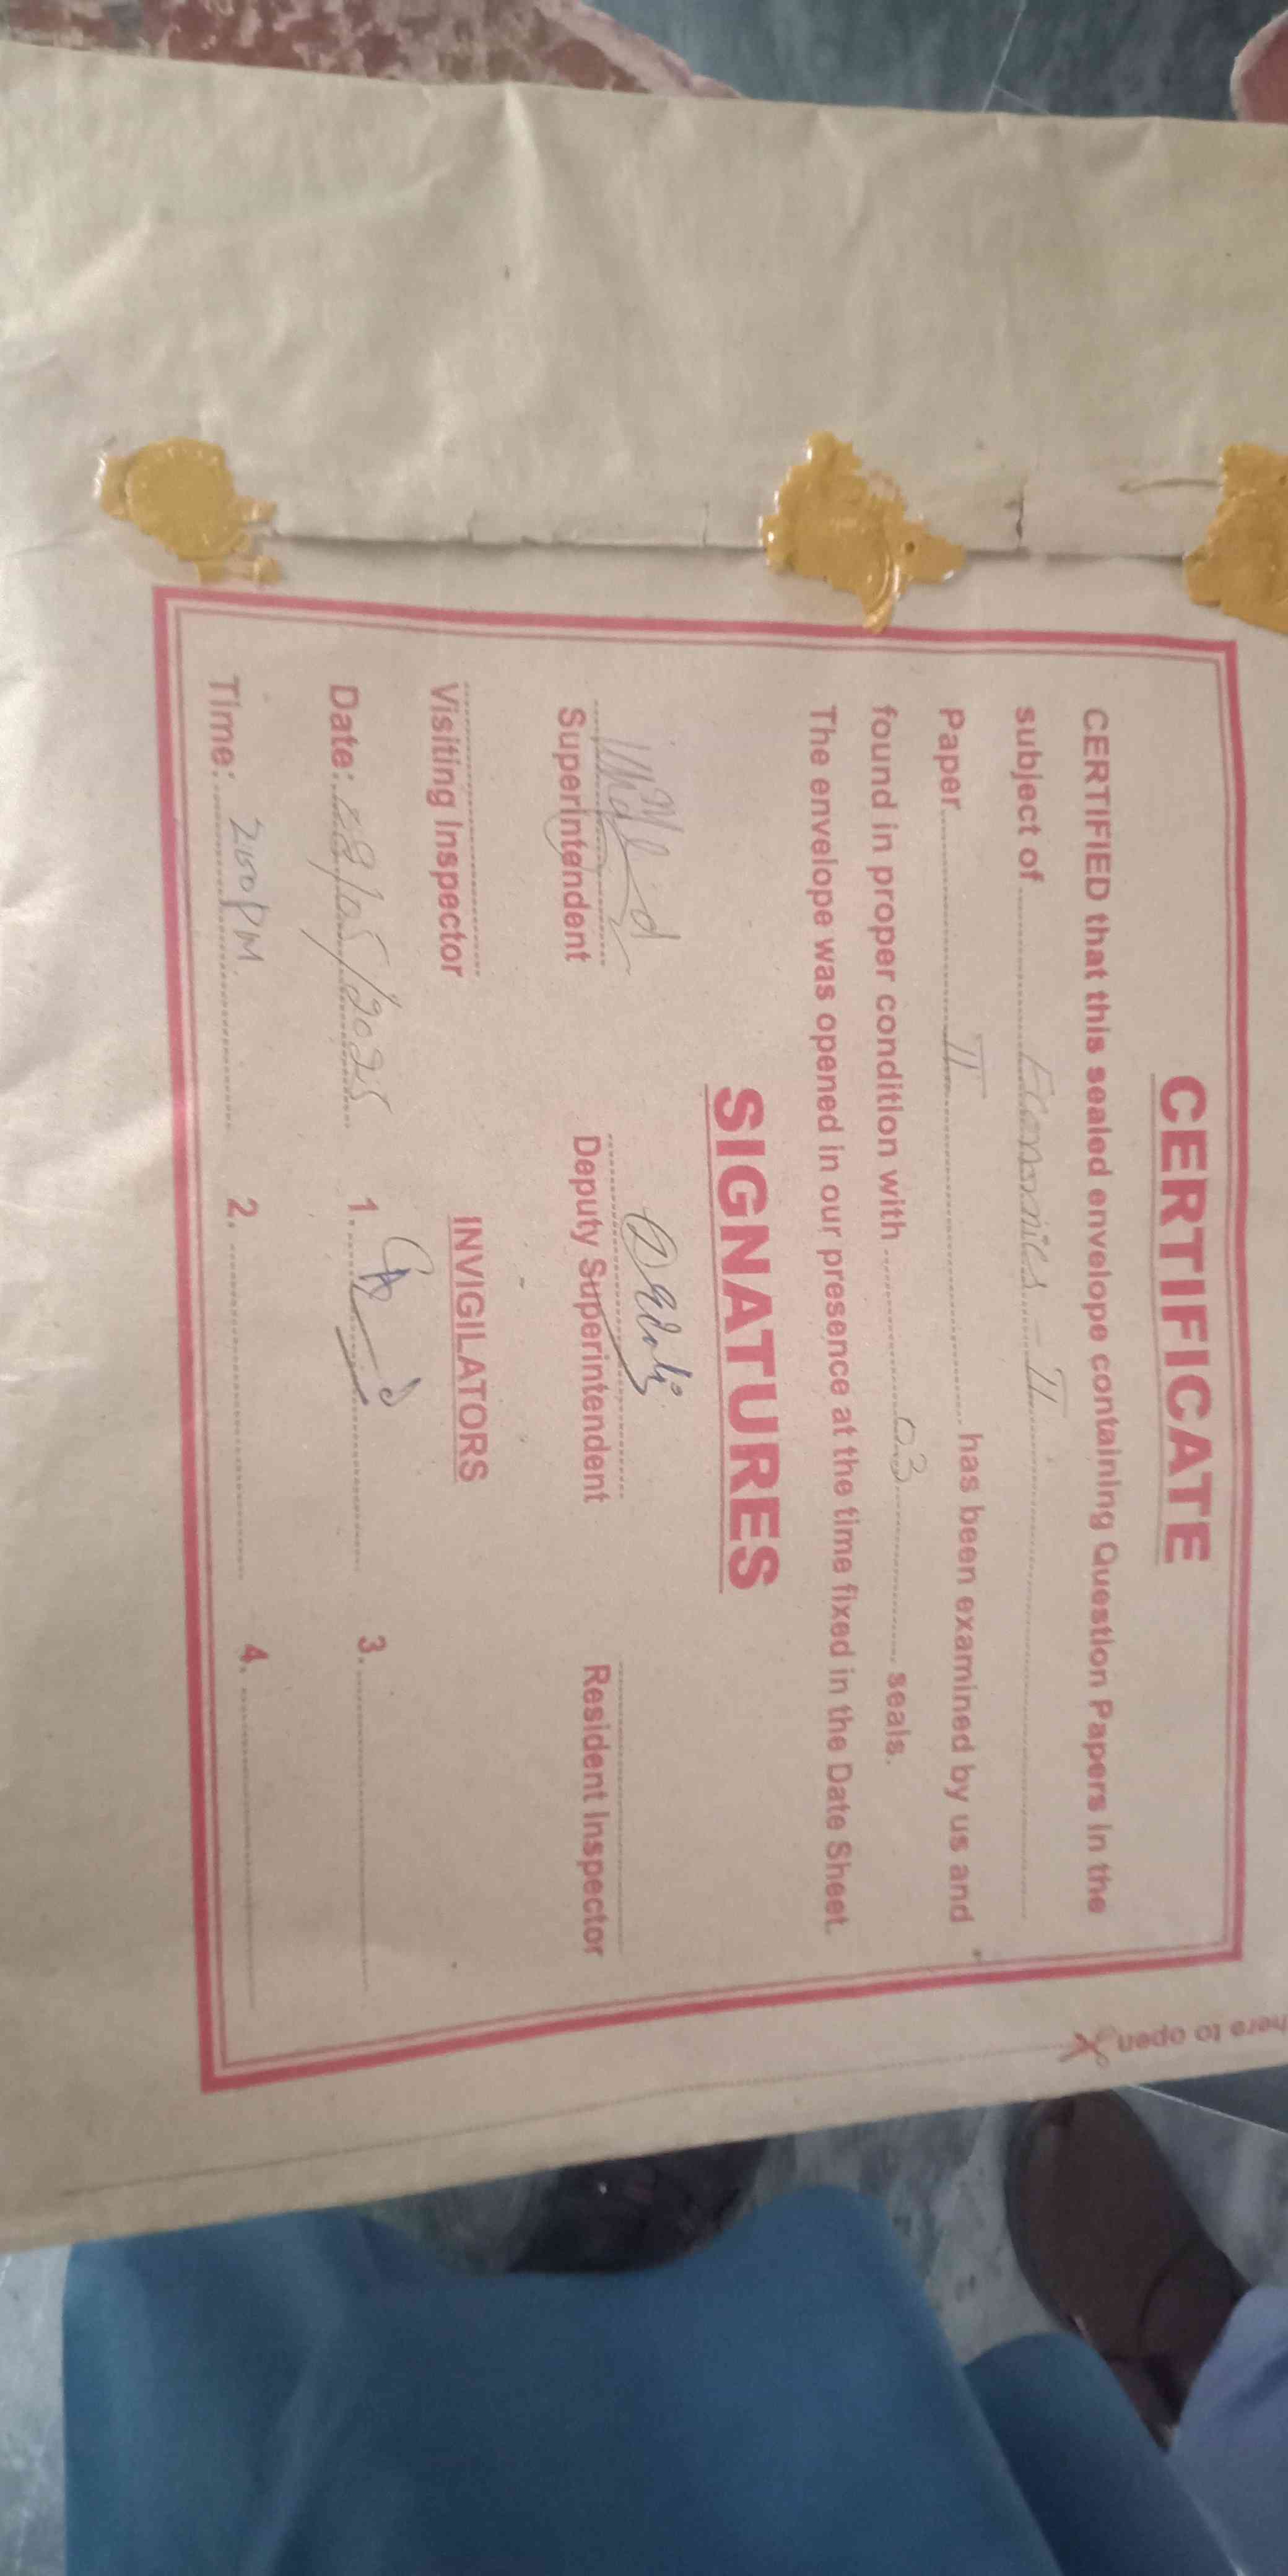 CERTIFICATE
CERTIFIED that this sealed envelope containing Question Papers in the
subject of ........ Economics - II ........
Paper ........ II ........ has been examined by us and
found in proper condition with ........ 03 ........ seals.
The envelope was opened in our presence at the time fixed in the Date Sheet.
SIGNATURES
Superintendent Deputy Superintendent Resident Inspector
Visiting Inspector INVIGILATORS
Date: /05/2025 1. 3.
Time: 2:00 PM. 2. 4.
here to open